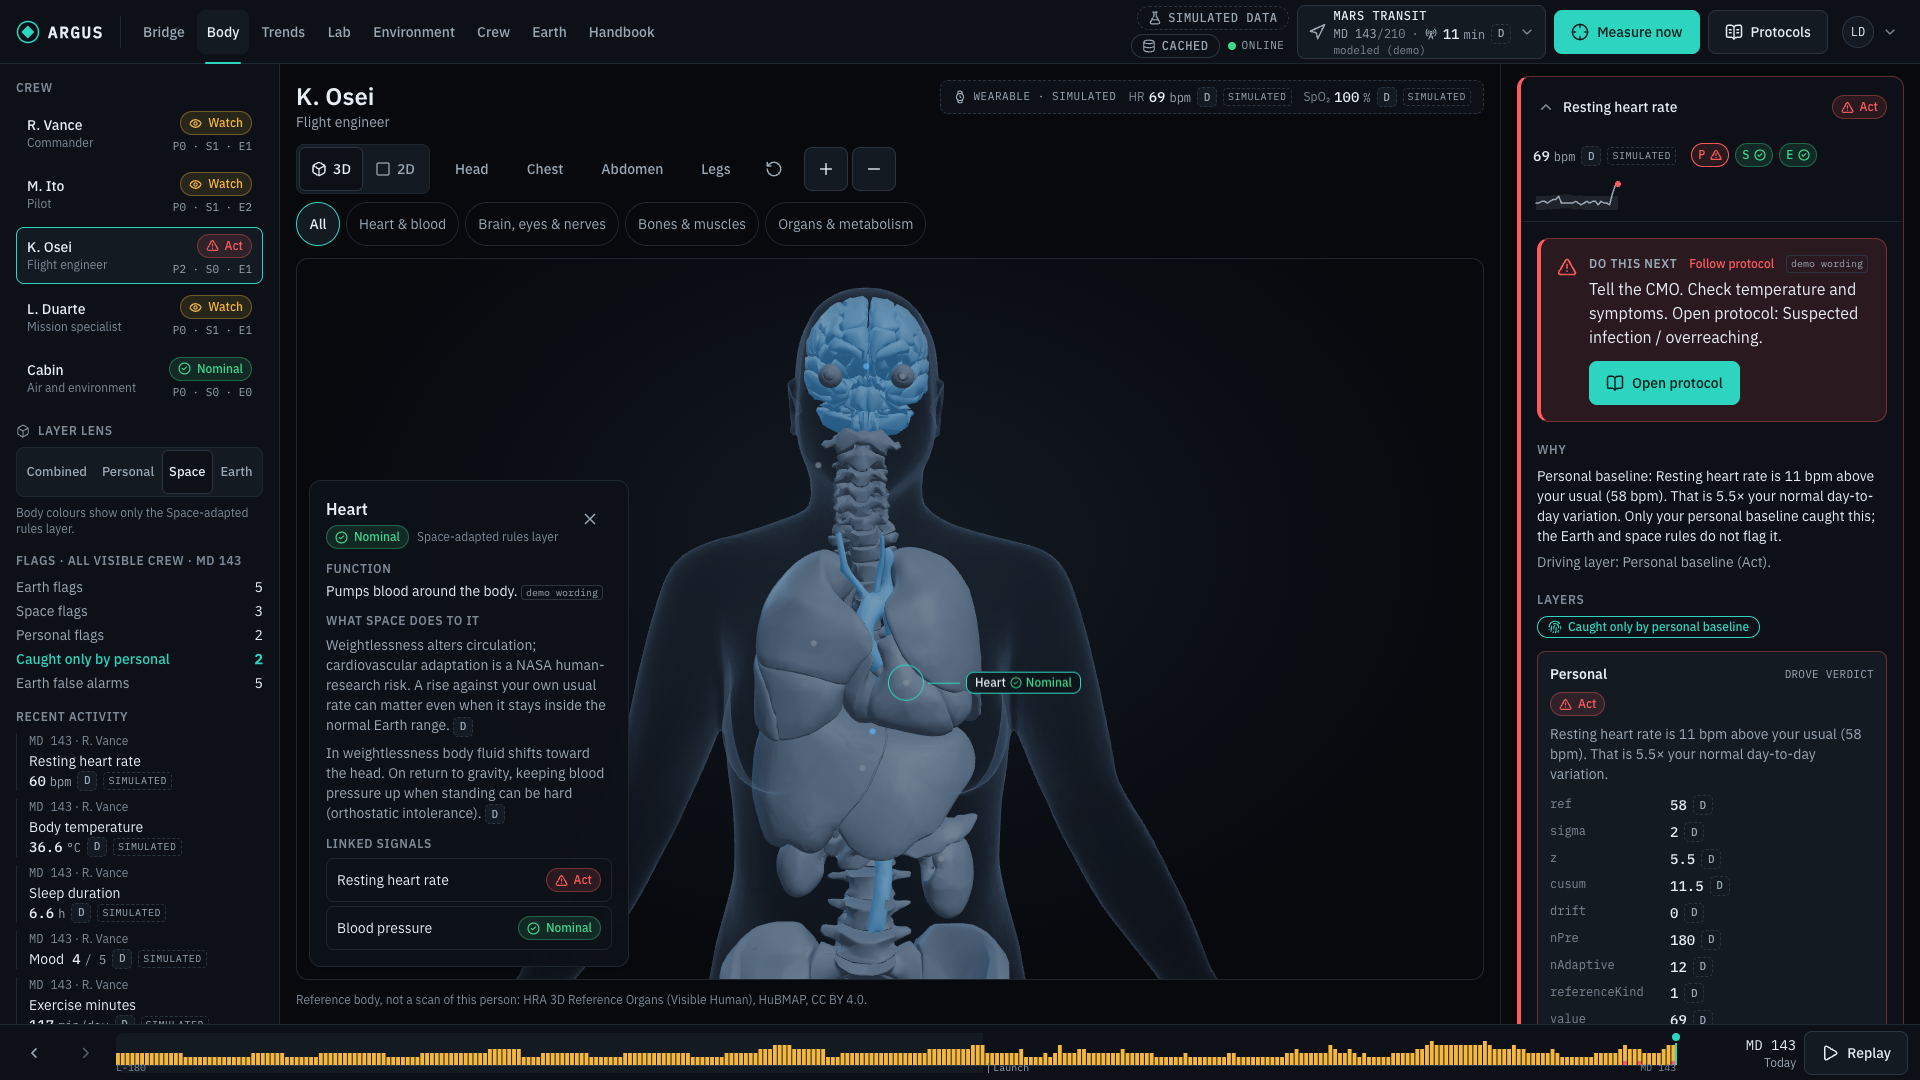 ARGUS
Bridge
Body
Trends
Lab
Environment
Crew
Earth
Handbook
SIMULATED DATA
CACHED
ONLINE
MARS TRANSIT
MD 143/210 · 11 min D
modeled (demo)
Measure now
Protocols
LD
CREW
R. Vance
Commander
Watch
P0 · S1 · E1
M. Ito
Pilot
Watch
P0 · S1 · E2
K. Osei
Flight engineer
Act
P2 · S0 · E1
L. Duarte
Mission specialist
Watch
P0 · S1 · E1
Cabin
Air and environment
Nominal
P0 · S0 · E0
LAYER LENS
Combined
Personal
Space
Earth
Body colours show only the Space-adapted
rules layer.
FLAGS · ALL VISIBLE CREW · MD 143
Earth flags 5
Space flags 3
Personal flags 2
Caught only by personal 2
Earth false alarms 5
RECENT ACTIVITY
MD 143 · R. Vance
Resting heart rate
60 bpm D SIMULATED
MD 143 · R. Vance
Body temperature
36.6 °C D SIMULATED
MD 143 · R. Vance
Sleep duration
6.6 h D SIMULATED
MD 143 · R. Vance
Mood 4 / 5 D SIMULATED
MD 143 · R. Vance
Exercise minutes
117 min/day D SIMULATED
K. Osei
Flight engineer
WEARABLE · SIMULATED HR 69 bpm D SIMULATED SpO₂ 100 % D SIMULATED
3D
2D
Head
Chest
Abdomen
Legs
All
Heart & blood
Brain, eyes & nerves
Bones & muscles
Organs & metabolism
Heart
Nominal Space-adapted rules layer
FUNCTION
Pumps blood around the body. demo wording
WHAT SPACE DOES TO IT
Weightlessness alters circulation;
cardiovascular adaptation is a NASA human-
research risk. A rise against your own usual
rate can matter even when it stays inside the
normal Earth range. D
In weightlessness body fluid shifts toward
the head. On return to gravity, keeping blood
pressure up when standing can be hard
(orthostatic intolerance). D
LINKED SIGNALS
Resting heart rate Act
Blood pressure Nominal
Heart Nominal
Reference body, not a scan of this person: HRA 3D Reference Organs (Visible Human), HuBMAP, CC BY 4.0.
Resting heart rate
Act
69 bpm D SIMULATED P S E
DO THIS NEXT Follow protocol demo wording
Tell the CMO. Check temperature and
symptoms. Open protocol: Suspected
infection / overreaching.
Open protocol
WHY
Personal baseline: Resting heart rate is 11 bpm above
your usual (58 bpm). That is 5.5× your normal day-to-
day variation. Only your personal baseline caught this;
the Earth and space rules do not flag it.
Driving layer: Personal baseline (Act).
LAYERS
Caught only by personal baseline
Personal DROVE VERDICT
Act
Resting heart rate is 11 bpm above your usual (58
bpm). That is 5.5× your normal day-to-day
variation.
ref 58 D
sigma 2 D
z 5.5 D
cusum 11.5 D
drift 0 D
nPre 180 D
nAdaptive 12 D
referenceKind 1 D
value 69 D
L-180
Launch
MD 143
MD 143
Today
Replay